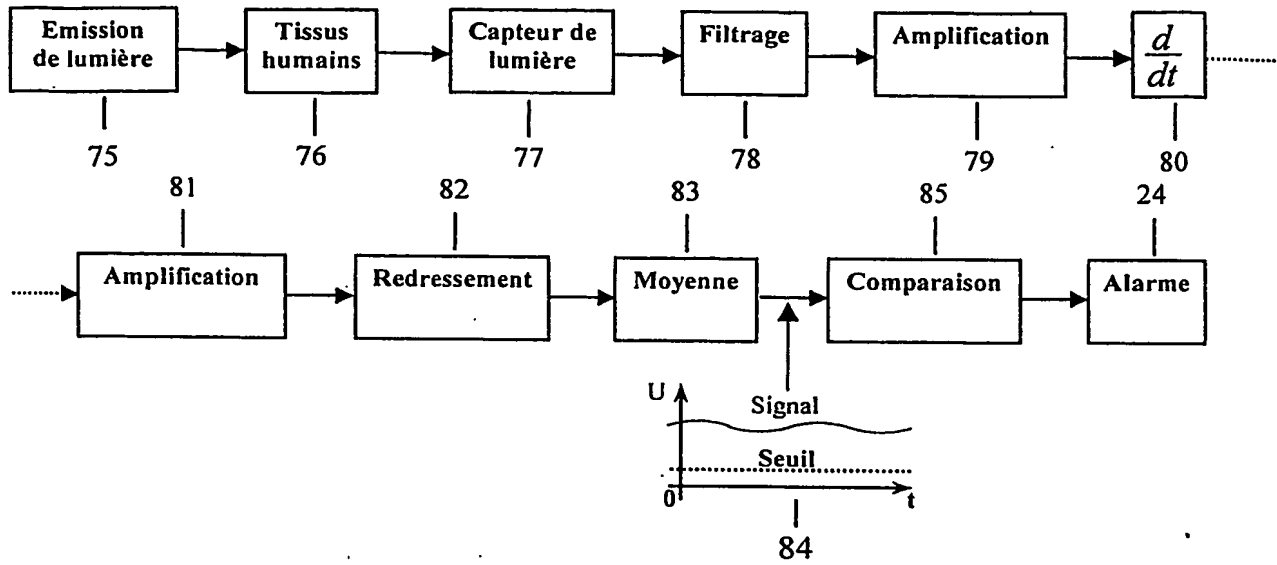 Emission
de lumière
Tissus
humains
Capteur de
lumière
Filtrage
Amplification
d
dt
75
76
77
78
79
80
81
82
83
85
24
Amplification
Redressement
Moyenne
Comparaison
Alarme
U
Signal
Seuil
0
t
84